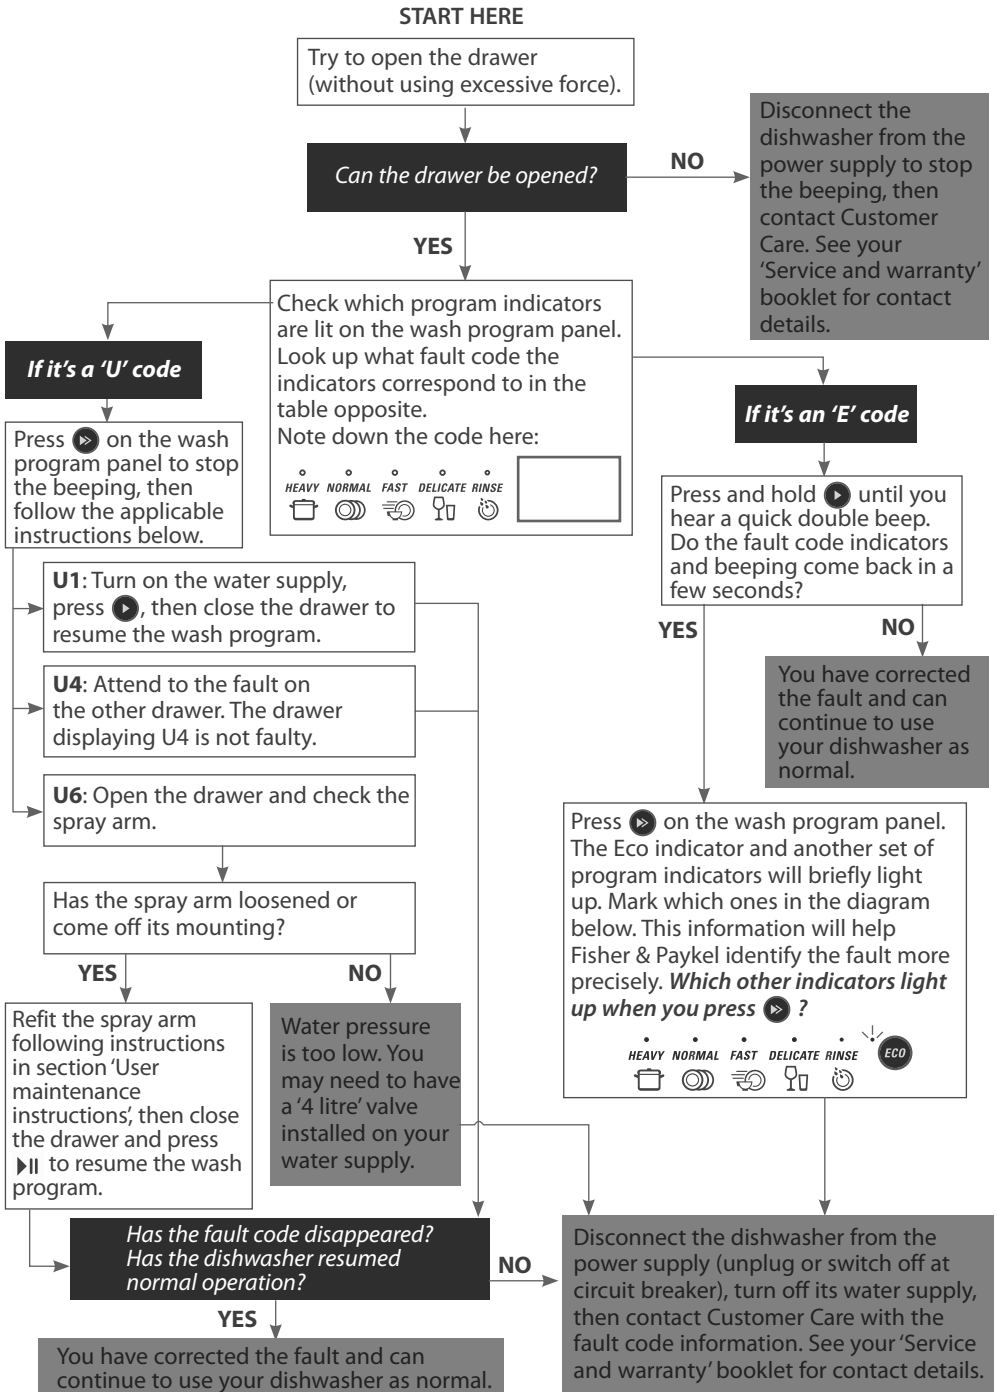 START HERE
Try to open the drawer
(without using excessive force).
Can the drawer be opened?
NO
Disconnect the
dishwasher from the
power supply to stop
the beeping, then
contact Customer
Care. See your
‘Service and warranty’
booklet for contact
details.
YES
Check which program indicators
are lit on the wash program panel.
Look up what fault code the
indicators correspond to in the
table opposite.
Note down the code here:
HEAVY NORMAL FAST DELICATE RINSE
If it’s a ‘U’ code
Press on the wash
program panel to stop
the beeping, then
follow the applicable
instructions below.
U1: Turn on the water supply,
press , then close the drawer to
resume the wash program.
U4: Attend to the fault on
the other drawer. The drawer
displaying U4 is not faulty.
U6: Open the drawer and check the
spray arm.
Has the spray arm loosened or
come off its mounting?
YES
NO
Refit the spray arm
following instructions
in section ‘User
maintenance
instructions’, then close
the drawer and press
to resume the wash
program.
Water pressure
is too low. You
may need to have
a ‘4 litre’ valve
installed on your
water supply.
If it’s an ‘E’ code
Press and hold until you
hear a quick double beep.
Do the fault code indicators
and beeping come back in a
few seconds?
YES
NO
You have corrected
the fault and can
continue to use
your dishwasher as
normal.
Press on the wash program panel.
The Eco indicator and another set of
program indicators will briefly light
up. Mark which ones in the diagram
below. This information will help
Fisher & Paykel identify the fault more
precisely. Which other indicators light
up when you press ?
HEAVY NORMAL FAST DELICATE RINSE ECO
Has the fault code disappeared?
Has the dishwasher resumed
normal operation?
NO
Disconnect the dishwasher from the
power supply (unplug or switch off at
circuit breaker), turn off its water supply,
then contact Customer Care with the
fault code information. See your ‘Service
and warranty’ booklet for contact details.
YES
You have corrected the fault and can
continue to use your dishwasher as normal.